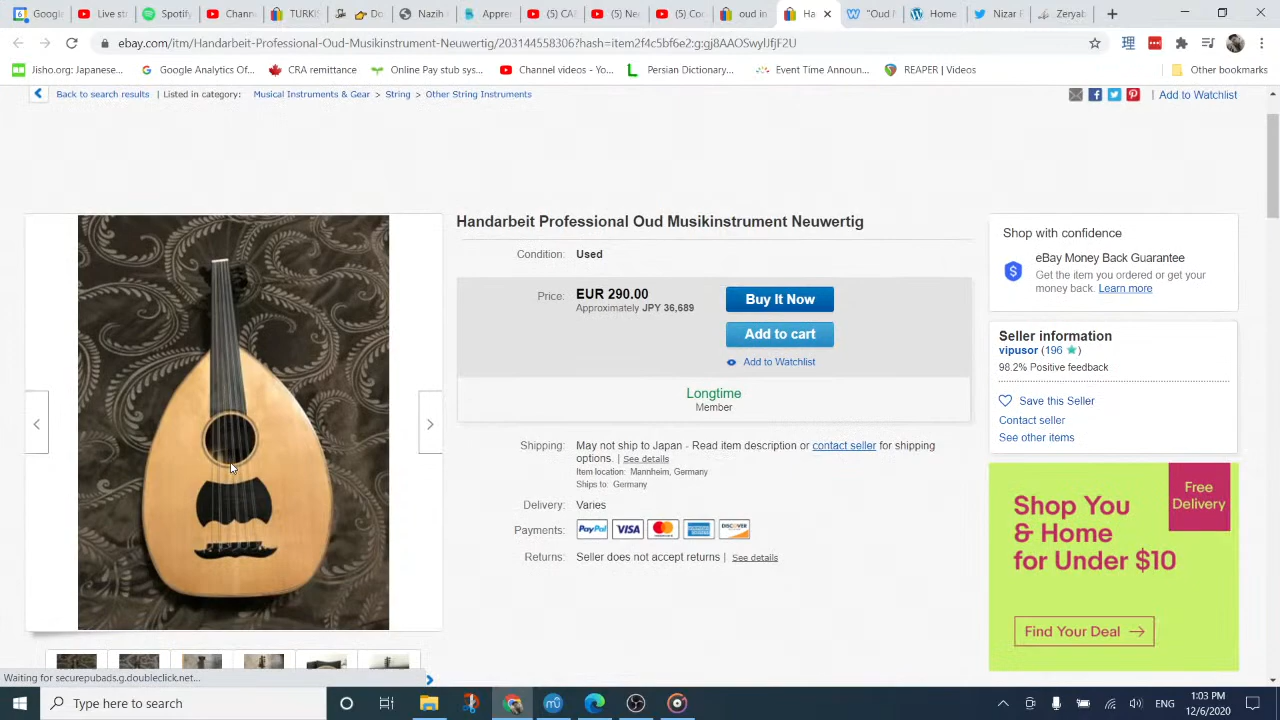 Google
Live str
Spotif
Chann
TURKI
Do
Nazih
Appre
(5) CA
(5) Ne
(5) Co
oud in
Ha
"Ou
Home
Nizar F
Zeryab
ebay.com/itm/Handarbeit-Professional-Oud-Musikinstrument-Neuwertig/203144558306?hash=item2f4c5bf6e2:g:gj8AAOSwylJfjF2U
Jisho.org: Japanese...
Google Analytics Of...
CRA remittance
Online Pay stub sys...
Channel videos - Yo...
Persian Dictionary,...
Event Time Announ...
REAPER | Videos
Other bookmarks
Back to search results | Listed in category: Musical Instruments & Gear > String > Other String Instruments
| Add to Watchlist
Handarbeit Professional Oud Musikinstrument Neuwertig
Condition: Used
Price: EUR 290.00
Approximately JPY 36,689
Buy It Now
Add to cart
Add to Watchlist
Longtime
Member
Shipping: May not ship to Japan - Read item description or contact seller for shipping
options. | See details
Item location: Mannheim, Germany
Ships to: Germany
Delivery: Varies
Payments: PayPal VISA
DISCOVER
Returns: Seller does not accept returns | See details
Shop with confidence
eBay Money Back Guarantee
Get the item you ordered or get your
money back. Learn more
Seller information
vipusor (196 )
98.2% Positive feedback
Save this Seller
Contact seller
See other items
Free
Delivery
Shop You
& Home
for Under $10
Find Your Deal →
Waiting for securepubads.g.doubleclick.net...
Type here to search
ENG
1:03 PM
12/6/2020